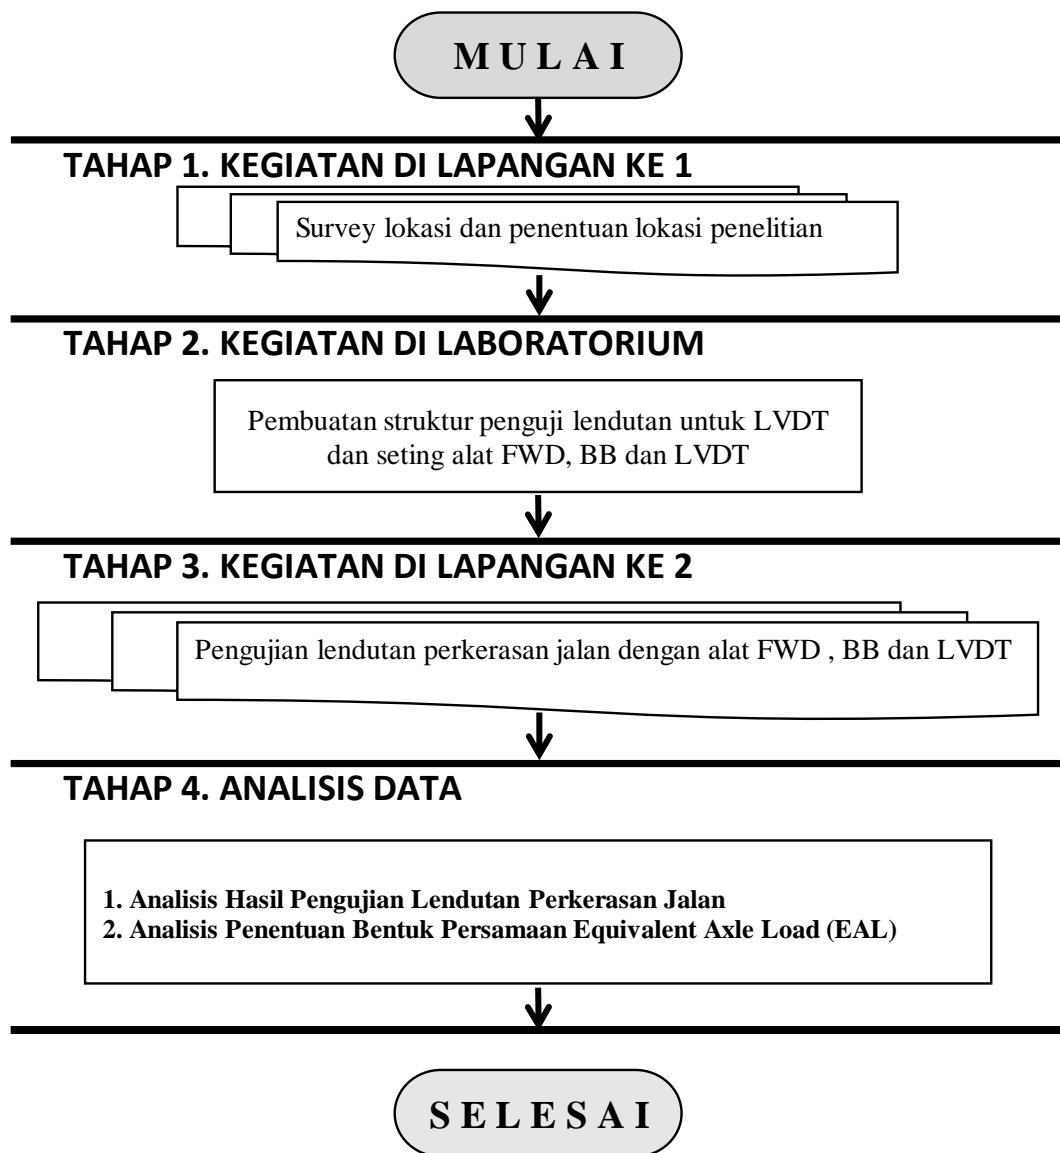 M U L A I
TAHAP 1. KEGIATAN DI LAPANGAN KE 1
Survey lokasi dan penentuan lokasi penelitian
TAHAP 2. KEGIATAN DI LABORATORIUM
Pembuatan struktur penguji lendutan untuk LVDT
dan seting alat FWD, BB dan LVDT
TAHAP 3. KEGIATAN DI LAPANGAN KE 2
Pengujian lendutan perkerasan jalan dengan alat FWD , BB dan LVDT
TAHAP 4. ANALISIS DATA
1. Analisis Hasil Pengujian Lendutan Perkerasan Jalan
2. Analisis Penentuan Bentuk Persamaan Equivalent Axle Load (EAL)
S E L E S A I